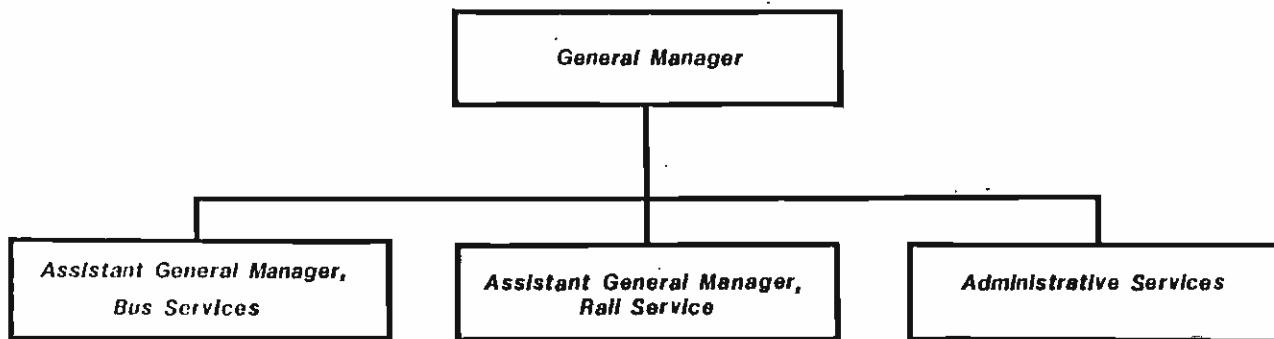 General Manager
Assistant General Manager,
Bus Services
Assistant General Manager,
Rail Service
Administrative Services